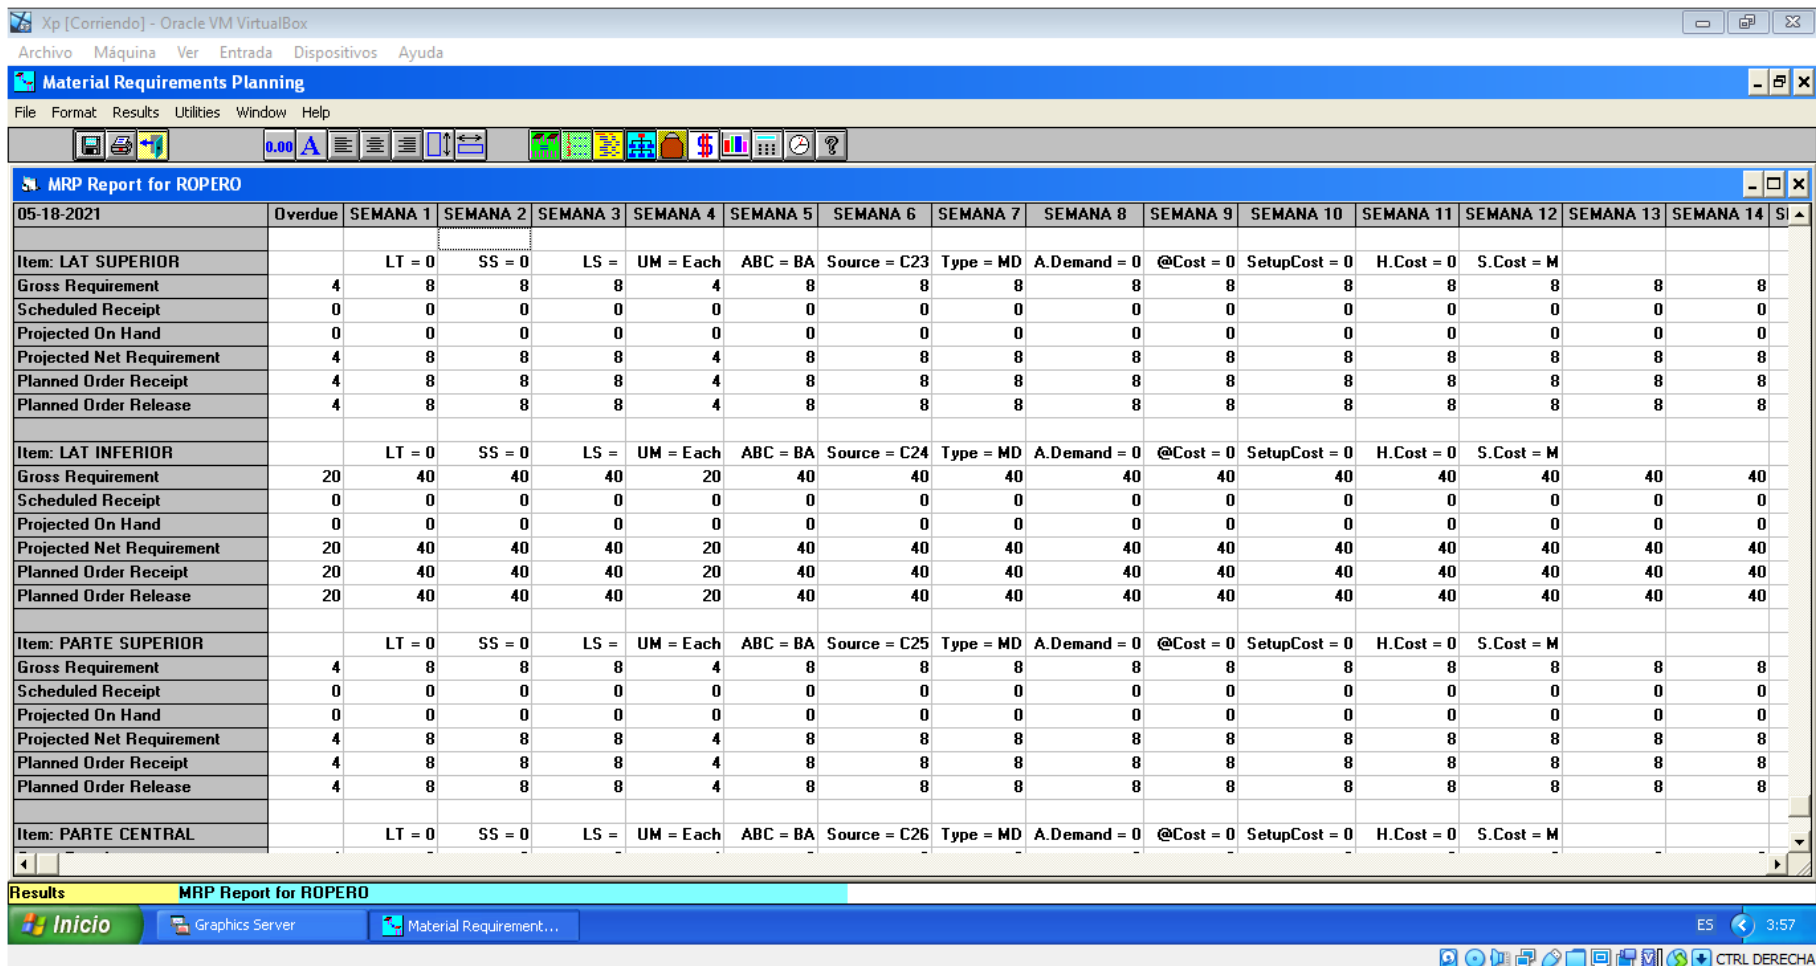 Xp [Corriendo] - Oracle VM VirtualBox
Archivo Máquina Ver Entrada Dispositivos Ayuda
Material Requirements Planning
File Format Results Utilities Window Help
0.00 A $ ?
MRP Report for ROPERO
05-18-2021 Overdue SEMANA 1 SEMANA 2 SEMANA 3 SEMANA 4 SEMANA 5 SEMANA 6 SEMANA 7 SEMANA 8 SEMANA 9 SEMANA 10 SEMANA 11 SEMANA 12 SEMANA 13 SEMANA 14
Item: LAT SUPERIOR LT = 0 SS = 0 LS = UM = Each ABC = BA Source = C23 Type = MD A.Demand = 0 @Cost = 0 SetupCost = 0 H.Cost = 0 S.Cost = M
Gross Requirement 4 8 8 8 4 8 8 8 8 8 8 8 8 8 8
Scheduled Receipt 0 0 0 0 0 0 0 0 0 0 0 0 0 0 0
Projected On Hand 0 0 0 0 0 0 0 0 0 0 0 0 0 0 0
Projected Net Requirement 4 8 8 8 4 8 8 8 8 8 8 8 8 8 8
Planned Order Receipt 4 8 8 8 4 8 8 8 8 8 8 8 8 8 8
Planned Order Release 4 8 8 8 4 8 8 8 8 8 8 8 8 8 8
Item: LAT INFERIOR LT = 0 SS = 0 LS = UM = Each ABC = BA Source = C24 Type = MD A.Demand = 0 @Cost = 0 SetupCost = 0 H.Cost = 0 S.Cost = M
Gross Requirement 20 40 40 40 20 40 40 40 40 40 40 40 40 40 40
Scheduled Receipt 0 0 0 0 0 0 0 0 0 0 0 0 0 0 0
Projected On Hand 0 0 0 0 0 0 0 0 0 0 0 0 0 0 0
Projected Net Requirement 20 40 40 40 20 40 40 40 40 40 40 40 40 40 40
Planned Order Receipt 20 40 40 40 20 40 40 40 40 40 40 40 40 40 40
Planned Order Release 20 40 40 40 20 40 40 40 40 40 40 40 40 40 40
Item: PARTE SUPERIOR LT = 0 SS = 0 LS = UM = Each ABC = BA Source = C25 Type = MD A.Demand = 0 @Cost = 0 SetupCost = 0 H.Cost = 0 S.Cost = M
Gross Requirement 4 8 8 8 4 8 8 8 8 8 8 8 8 8 8
Scheduled Receipt 0 0 0 0 0 0 0 0 0 0 0 0 0 0 0
Projected On Hand 0 0 0 0 0 0 0 0 0 0 0 0 0 0 0
Projected Net Requirement 4 8 8 8 4 8 8 8 8 8 8 8 8 8 8
Planned Order Receipt 4 8 8 8 4 8 8 8 8 8 8 8 8 8 8
Planned Order Release 4 8 8 8 4 8 8 8 8 8 8 8 8 8 8
Item: PARTE CENTRAL LT = 0 SS = 0 LS = UM = Each ABC = BA Source = C26 Type = MD A.Demand = 0 @Cost = 0 SetupCost = 0 H.Cost = 0 S.Cost = M
Results MRP Report for ROPERO
Inicio Graphics Server Material Requirement... ES 3:57
CTRL DERECHA